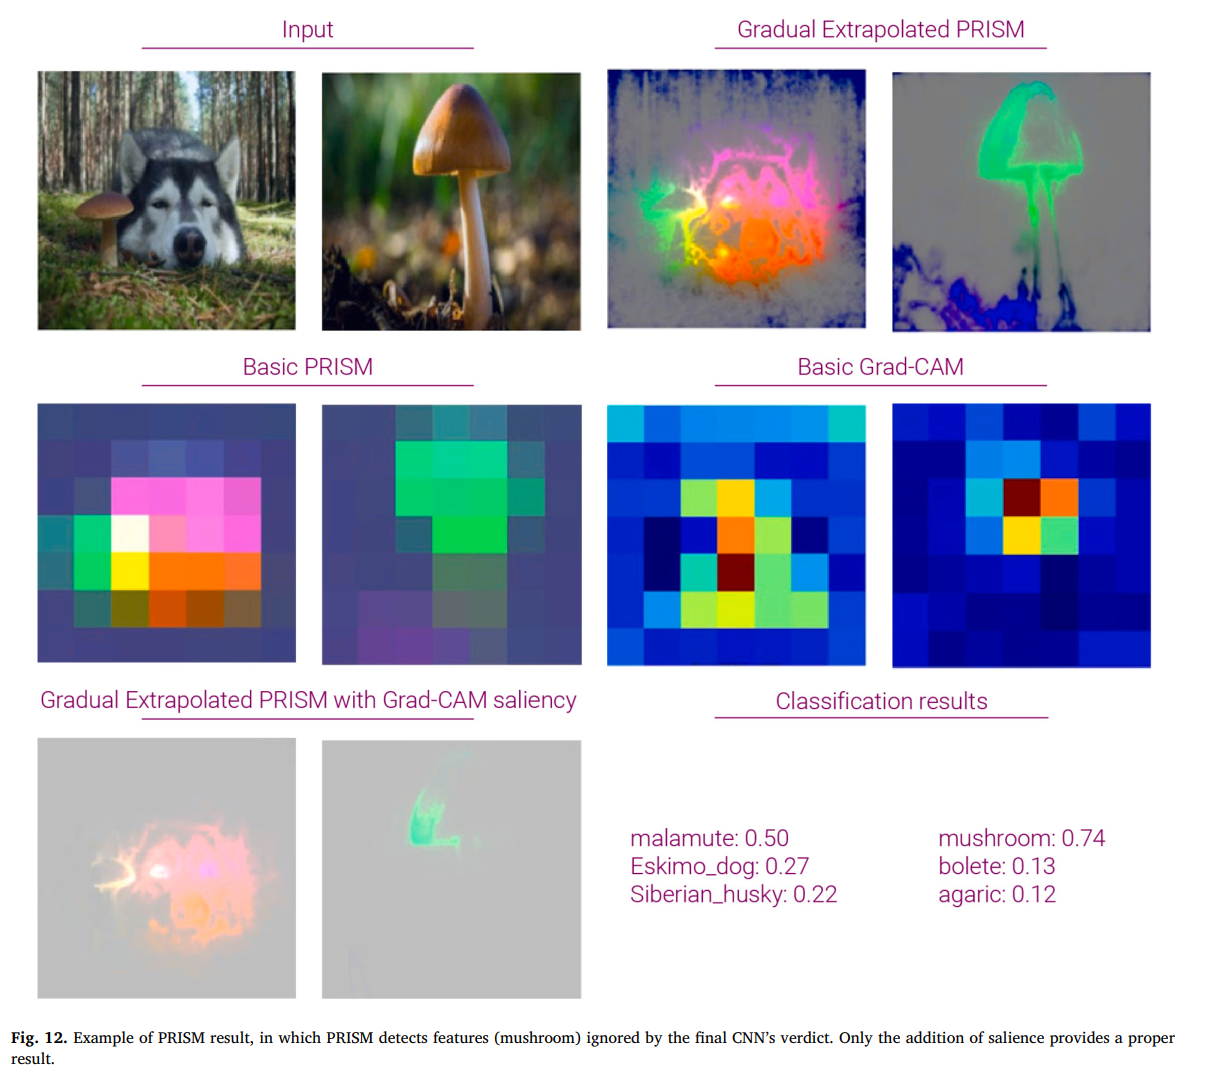 Input
Gradual Extrapolated PRISM
Basic PRISM
Basic Grad-CAM
Gradual Extrapolated PRISM with Grad-CAM saliency
Classification results
malamute: 0.50
Eskimo_dog: 0.27
Siberian_husky: 0.22
mushroom: 0.74
bolete: 0.13
agaric: 0.12
Fig. 12. Example of PRISM result, in which PRISM detects features (mushroom) ignored by the final CNN's verdict. Only the addition of salience provides a proper
result.